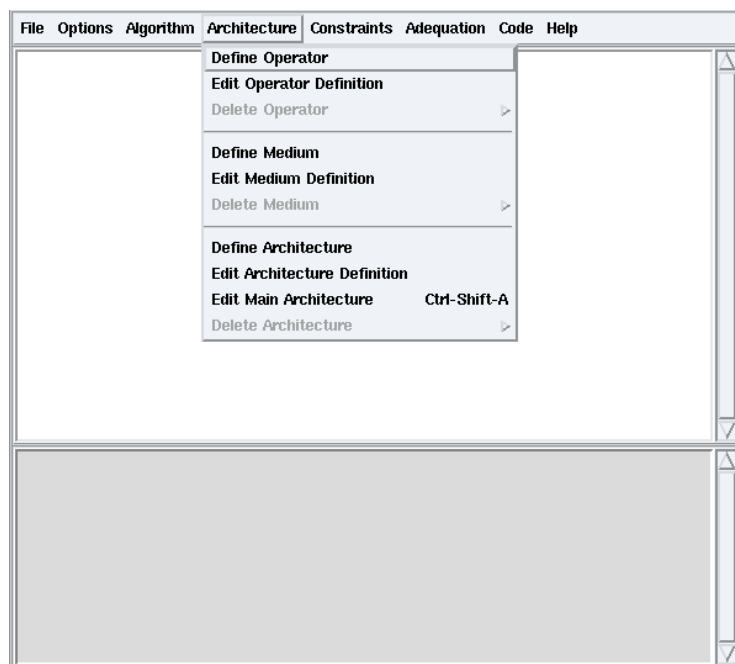 File Options Algorithm Architecture Constraints Adequation Code Help
Define Operator
Edit Operator Definition
Delete Operator
Define Medium
Edit Medium Definition
Delete Medium
Define Architecture
Edit Architecture Definition
Edit Main Architecture Ctrl-Shift-A
Delete Architecture